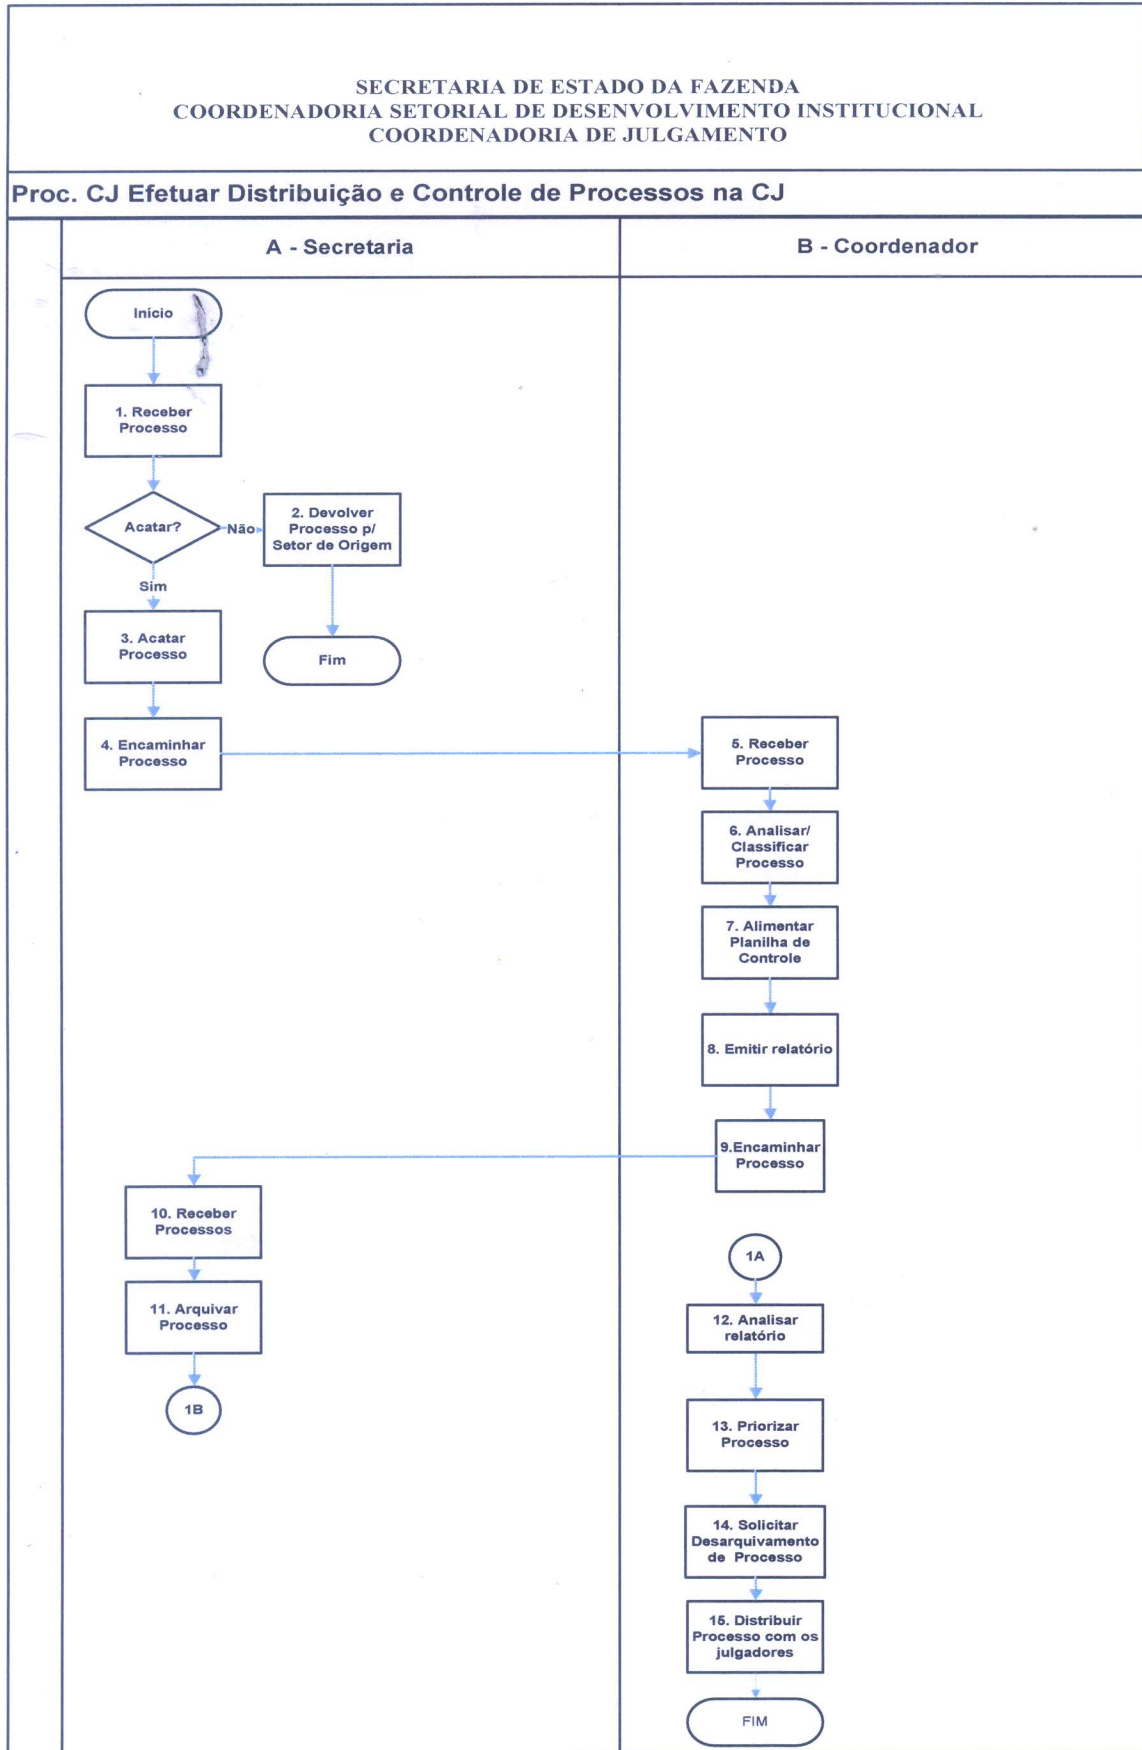 SECRETARIA DE ESTADO DA FAZENDA
COORDENADORIA SETORIAL DE DESENVOLVIMENTO INSTITUCIONAL
COORDENADORIA DE JULGAMENTO
Proc. CJ Efetuar Distribuição e Controle de Processos na CJ
A - Secretaria
B - Coordenador
Início
1. Receber
Processo
Acatar?
Não
2. Devolver
Processo p/
Setor de Origem
Sim
3. Acatar
Processo
Fim
4. Encaminhar
Processo
5. Receber
Processo
6. Analisar/
Classificar
Processo
7. Alimentar
Planilha de
Controle
8. Emitir relatório
9.Encaminhar
Processo
10. Receber
Processos
11. Arquivar
Processo
1B
1A
12. Analisar
relatório
13. Priorizar
Processo
14. Solicitar
Desarquivamento
de Processo
15. Distribuir
Processo com os
julgadores
FIM